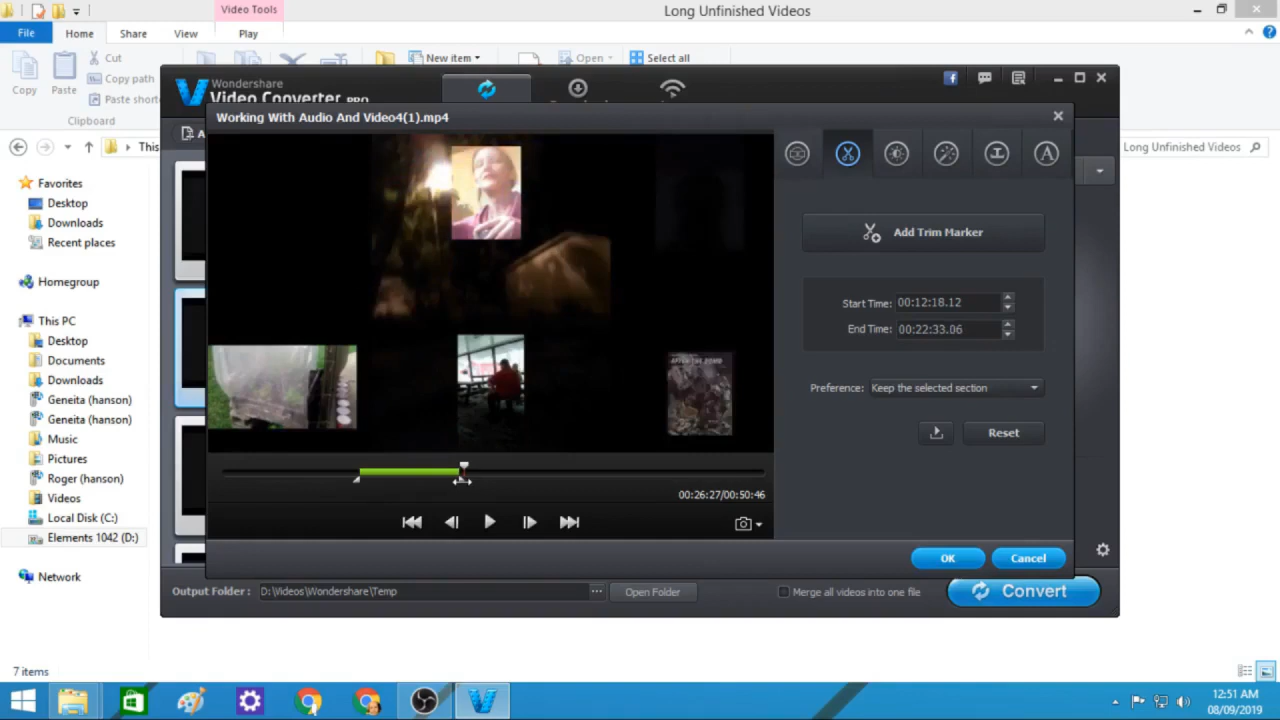 Video Tools
Long Unfinished Videos
File
Home
Share
View
Play
Cut
New item
Open
Select all
Copy
Paste
Copy path
Paste short
Clipboard
Wondershare
Video Converter PRO
This
Long Unfinished Videos
Working With Audio And Video4(1).mp4
A
Add Trim Marker
Start Time: 00:12:18.12
End Time: 00:22:33.06
Preference: Keep the selected section
Reset
00:26:27/00:50:46
OK
Cancel
Output Folder : D:\Videos\Wondershare\Temp
Open Folder
Merge all videos into one file
Convert
Favorites
Desktop
Downloads
Recent places
Homegroup
This PC
Desktop
Documents
Downloads
Geneita (hanson)
Geneita (hanson)
Music
Pictures
Roger (hanson)
Videos
Local Disk (C:)
Elements 1042 (D:)
Network
7 items
12:51 AM
08/09/2019